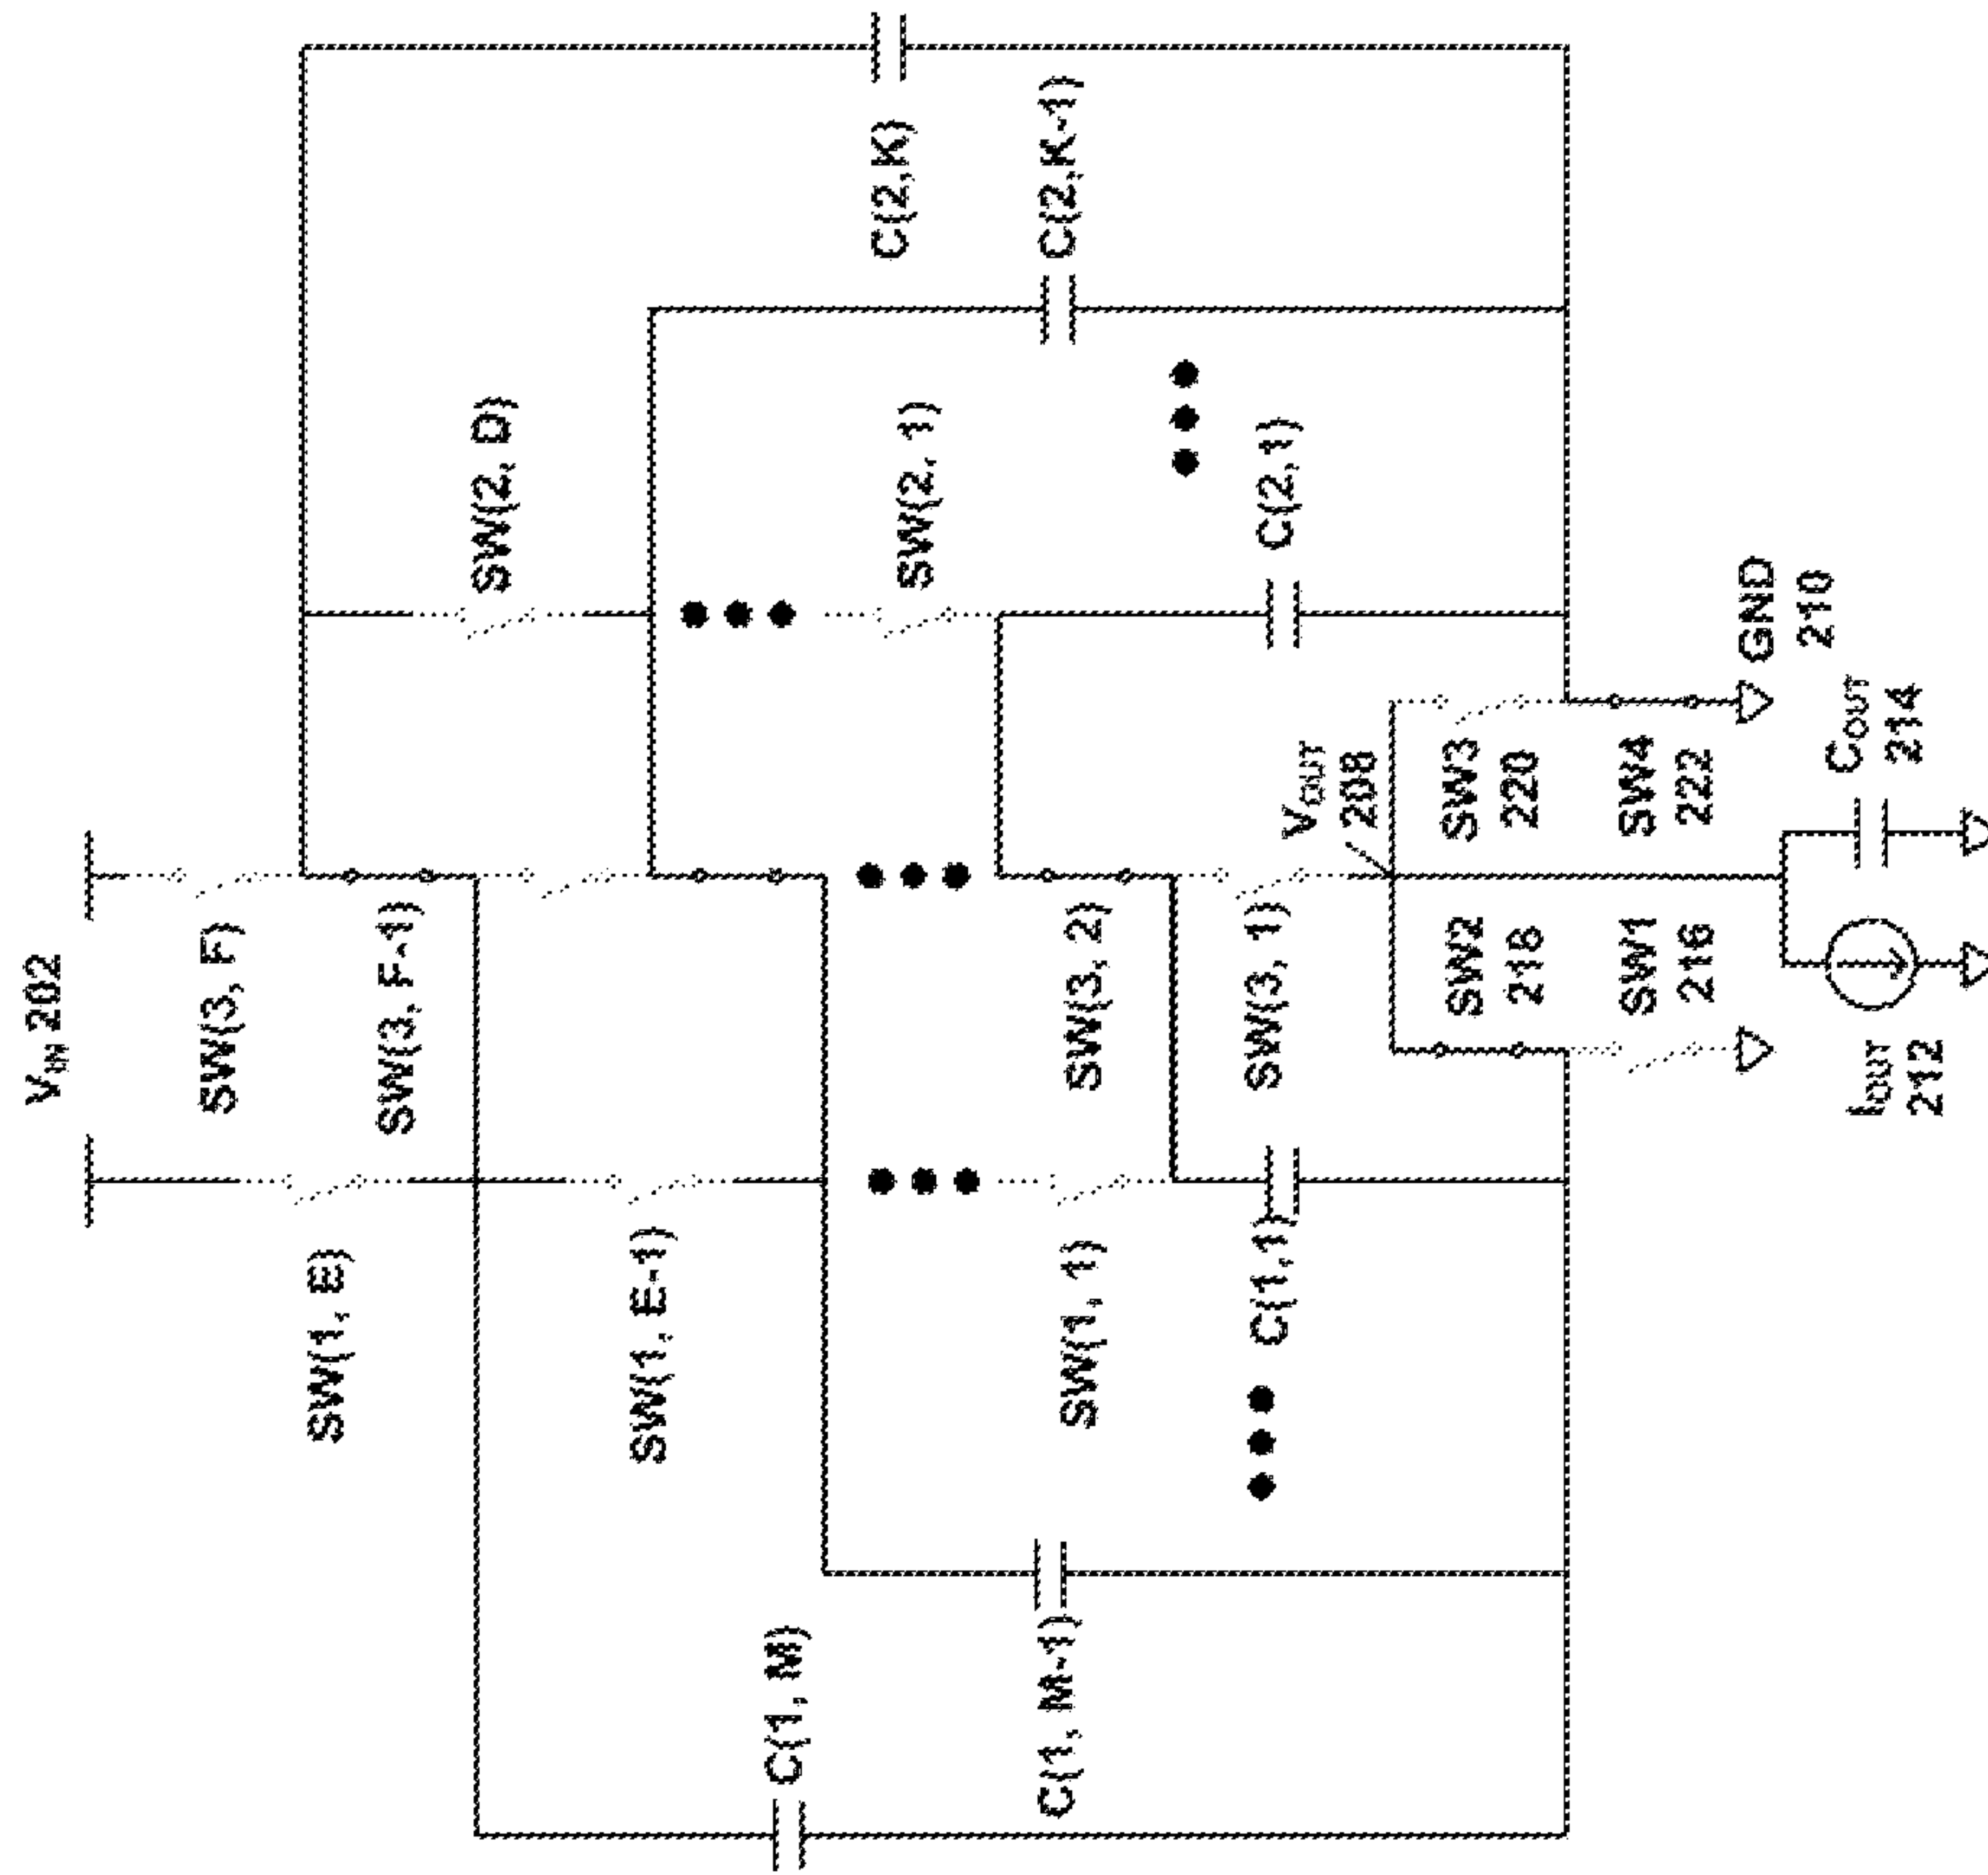 V_IN 202
SW(3, F)
SW(3, F-1)
SW(1, E)
SW(1, E-1)
SW(2, D)
SW(2, 1)
C(2,K)
C(2,K-1)
C(2,1)
SW(3, 2)
SW(3, 1)
SW(1, 1)
C(1,1)
C(1, M)
C(1, M-1)
V_OUT
208
SW2
218
SW1
216
SW3
220
SW4
222
GND
210
C_OUT
214
I_OUT
212